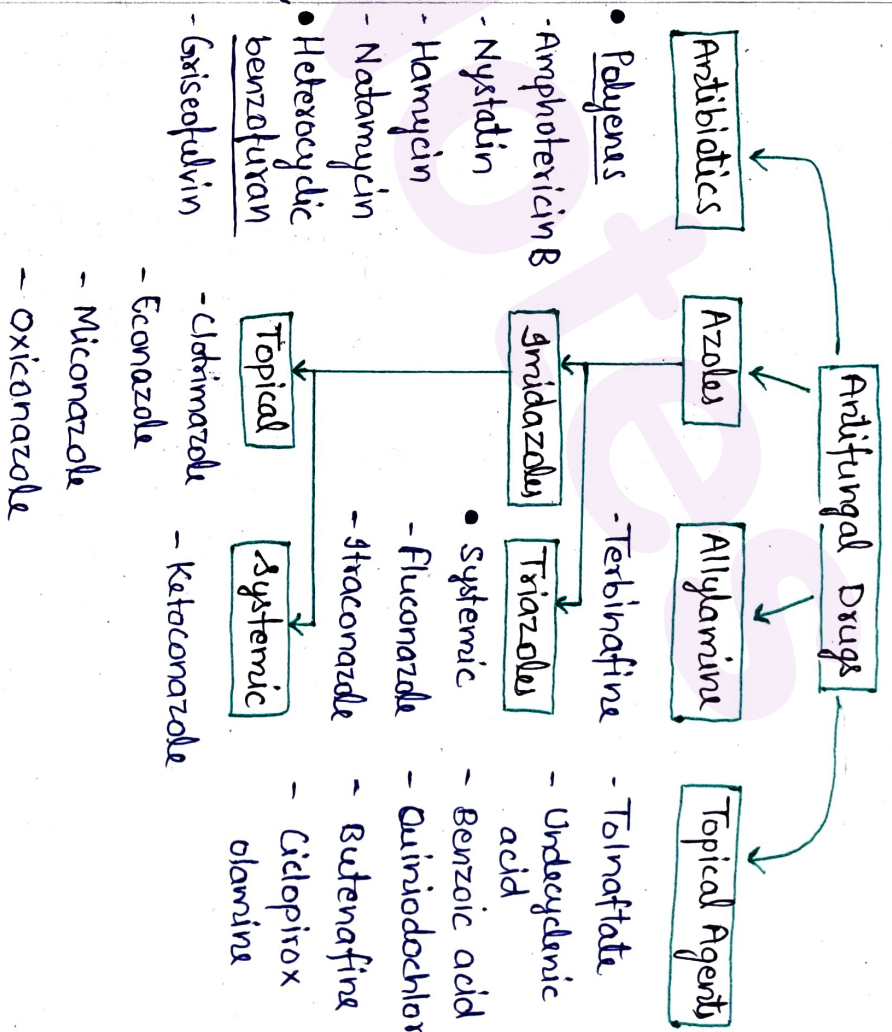 Antifungal Drugs
Antibiotics
• Polyenes
- Amphotericin B
- Nystatin
- Hamycin
- Natamycin
• Heterocyclic
benzofuran
- Griseofulvin
Azoles
Imidazoles
Triazoles
• Systemic
- Fluconazole
- Itraconazole
Topical
- Clotrimazole
- Econazole
- Miconazole
- Oxiconazole
Systemic
- Ketoconazole
Allylamine
- Terbinafine
Topical Agents
- Tolnaftate
- Undecyclenic
acid
- Benzoic acid
- Quiniodochlor
- Butenafine
- Ciclopirox
olamine